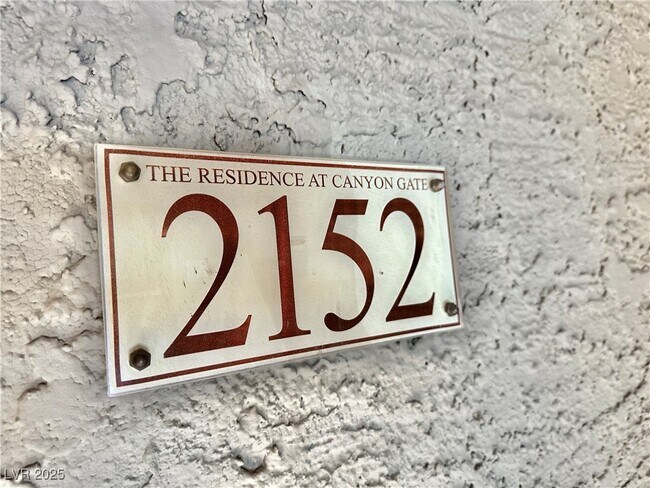 THE RESIDENCE AT CANYON GATE
2152
LVR 2025